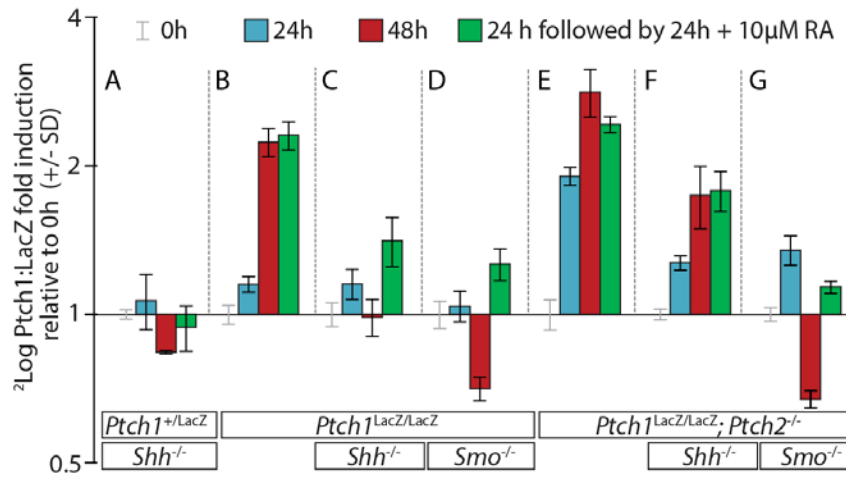 0h 24h 48h 24 h followed by 24h + 10µM RA
²Log Ptch1:LacZ fold induction
relative to 0h (+/- SD)
4
2
1
0.5
A B C D E F G
Ptch1+/LacZ Ptch1LacZ/LacZ Ptch1LacZ/LacZ; Ptch2-/-
Shh-/- Shh-/- Smo-/- Shh-/- Smo-/-